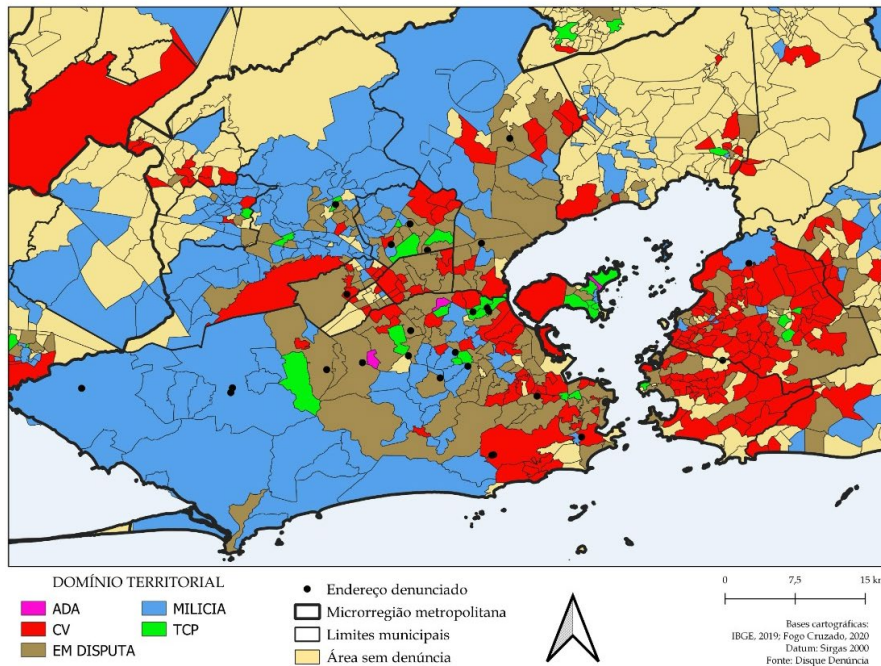 DOMÍNIO TERRITORIAL
ADA
CV
EM DISPUTA
MILICIA
TCP
Endereço denunciado
Microrregião metropolitana
Limites municipais
Área sem denúncia
0 7,5 15 km
Bases cartográficas:
IBGE, 2019; Fogo Cruzado, 2020
Datum: Sirgas 2000
Fonte: Disque Denúncia